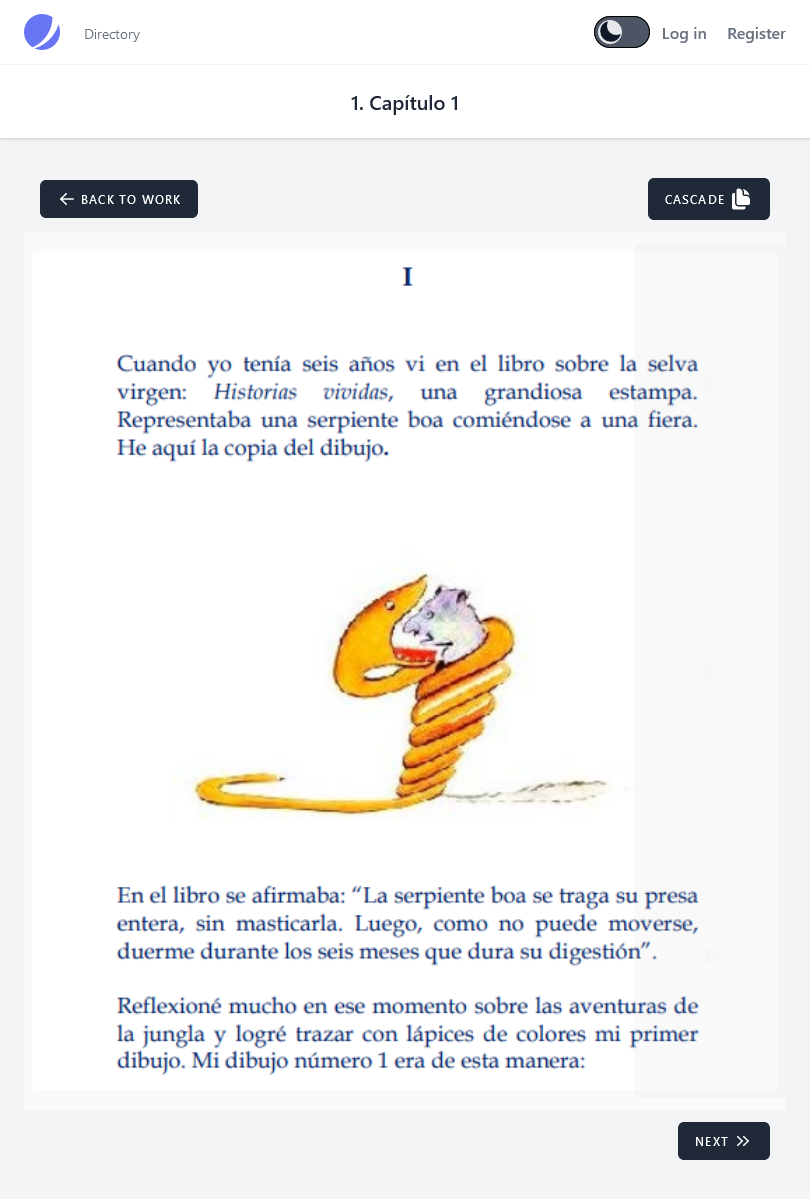 Directory
Log in
Register
1. Capítulo 1
BACK TO WORK
CASCADE
I
Cuando yo tenía seis años vi en el libro sobre la selva
virgen: Historias vividas, una grandiosa estampa.
Representaba una serpiente boa comiéndose a una fiera.
He aquí la copia del dibujo.
En el libro se afirmaba: “La serpiente boa se traga su presa
entera, sin masticarla. Luego, como no puede moverse,
duerme durante los seis meses que dura su digestión”.
Reflexioné mucho en ese momento sobre las aventuras de
la jungla y logré trazar con lápices de colores mi primer
dibujo. Mi dibujo número 1 era de esta manera:
NEXT